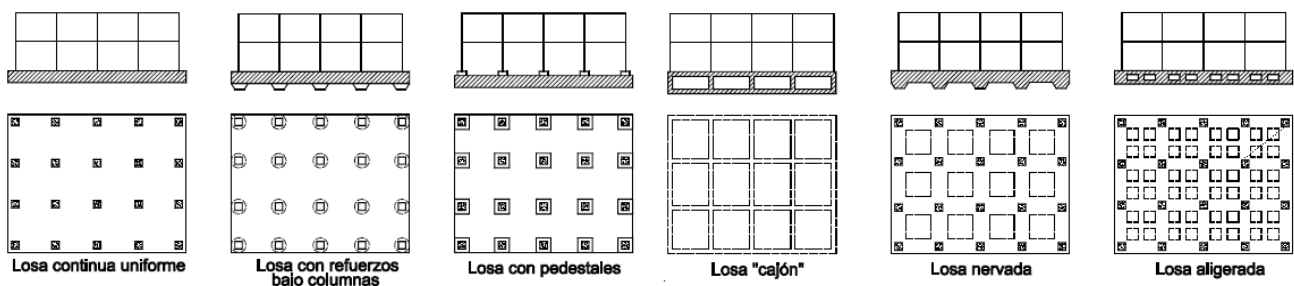 Losa continua uniforme
Losa con refuerzos
bajo columnas
Losa con pedestales
Losa "cajón"
Losa nervada
Losa aligerada